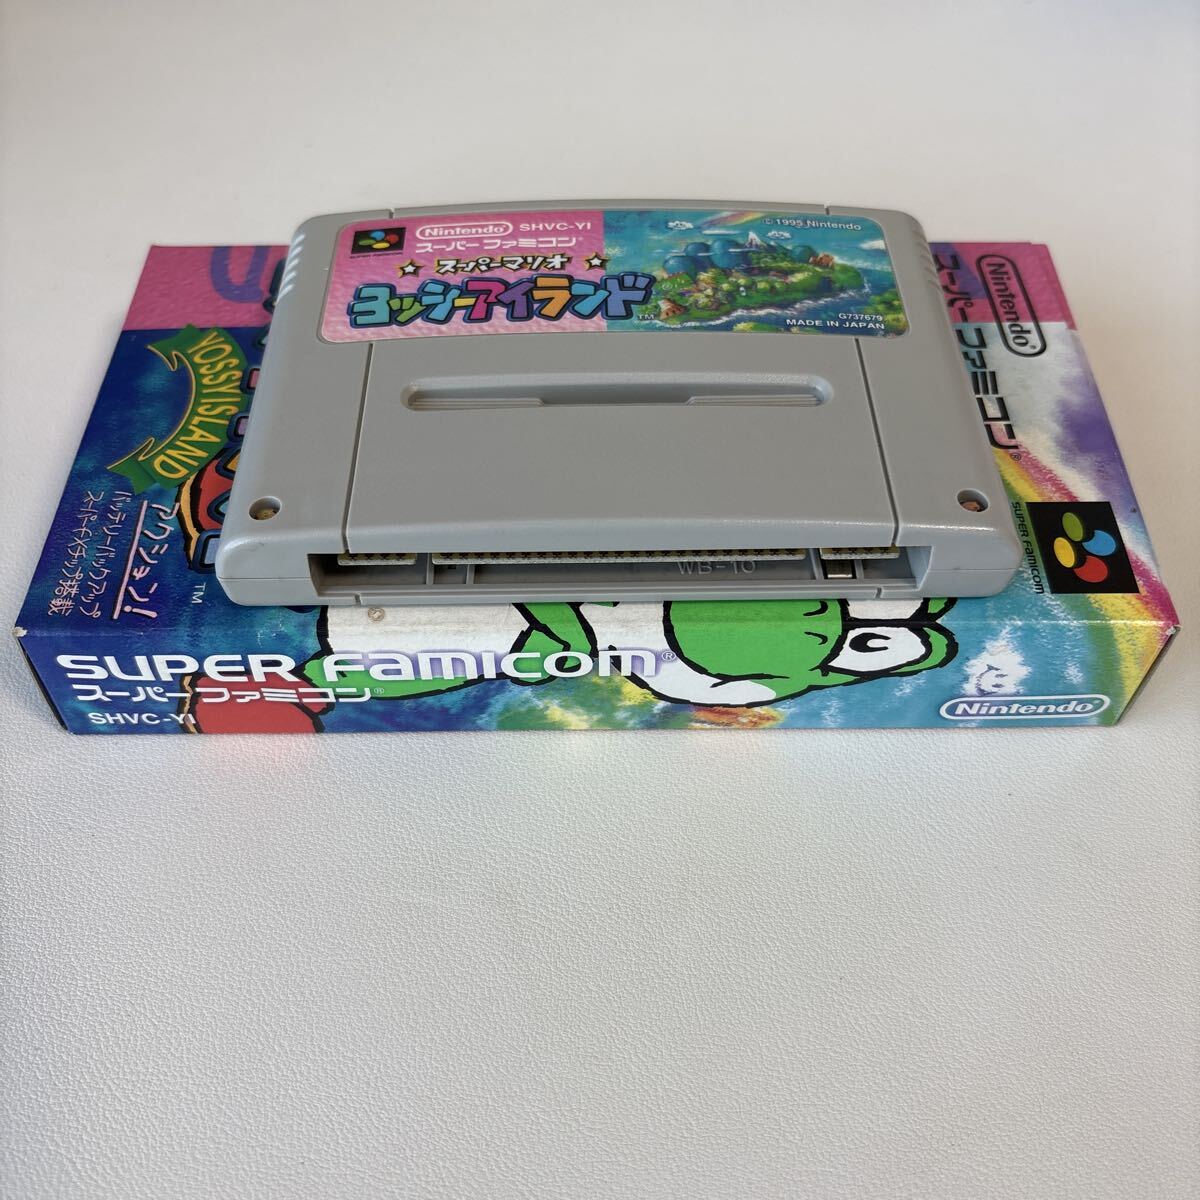 SUPER FAMICOM
Nintendo SHVC-YI
スーパーファミコン®
スーパーマリオ
ヨッシーアイランド™
© 1995 Nintendo
G737679
MADE IN JAPAN
WB-10
YOSSY ISLAND
アクション!
バッテリーバックアップ
スーパーFXチップ搭載
TM
Nintendo®
スーパーファミコン®
SUPER FAMICOM
SUPER FAMICOM®
スーパーファミコン®
SHVC-YI
Nintendo®